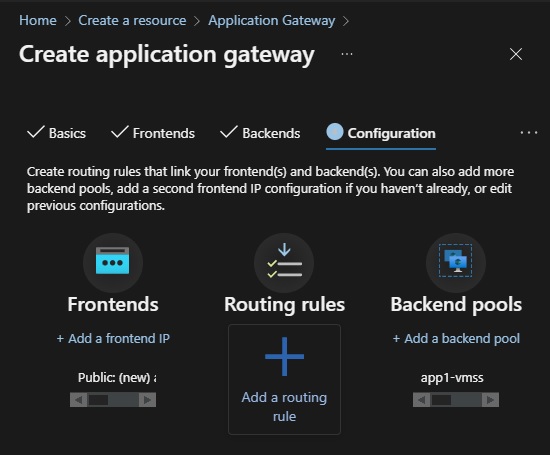 Home > Create a resource > Application Gateway >
Create application gateway ...
Basics Frontends Backends Configuration ...
Create routing rules that link your frontend(s) and backend(s). You can also add more
backend pools, add a second frontend IP configuration if you haven't already, or edit
previous configurations.
Frontends Routing rules Backend pools
+ Add a frontend IP + Add a backend pool
Public: (new) app1-vmss
Add a routing
rule